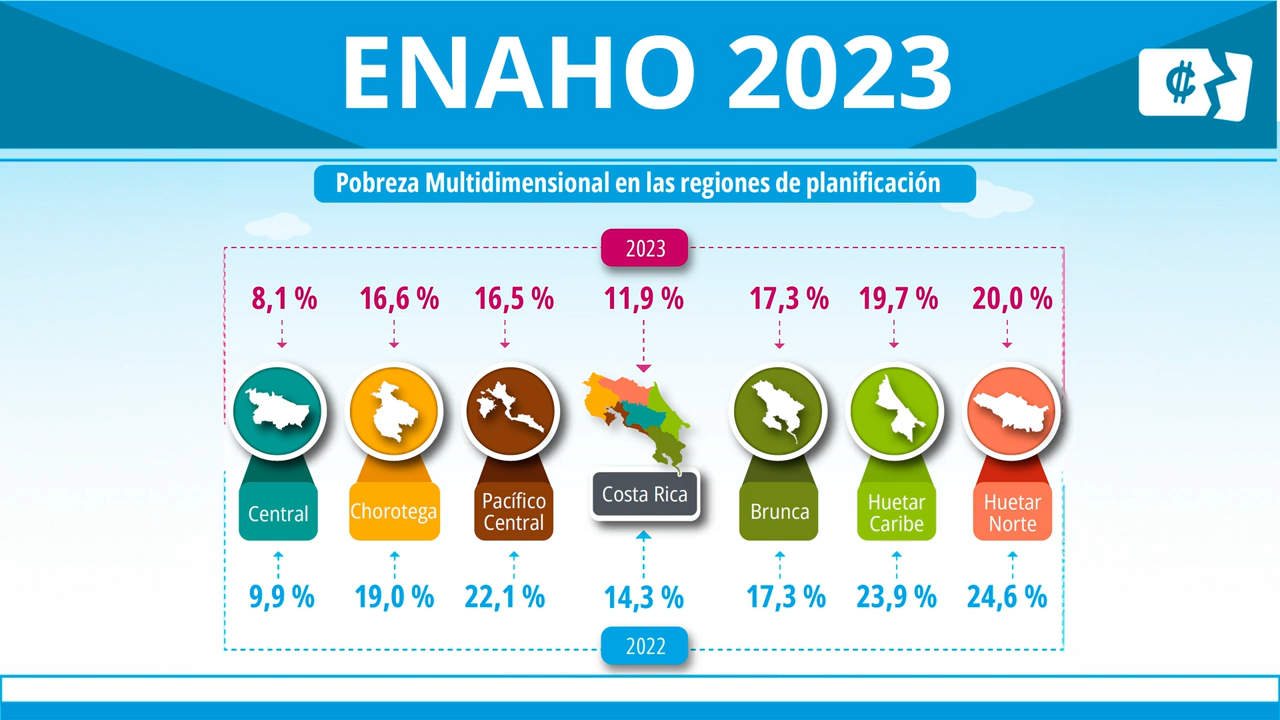 ENAHO 2023
₡
Pobreza Multidimensional en las regiones de planificación
2023
8,1 % 16,6 % 16,5 % 11,9 % 17,3 % 19,7 % 20,0 %
Central
Chorotega
Pacífico
Central
Costa Rica
Brunca
Huetar
Caribe
Huetar
Norte
9,9 % 19,0 % 22,1 % 14,3 % 17,3 % 23,9 % 24,6 %
2022